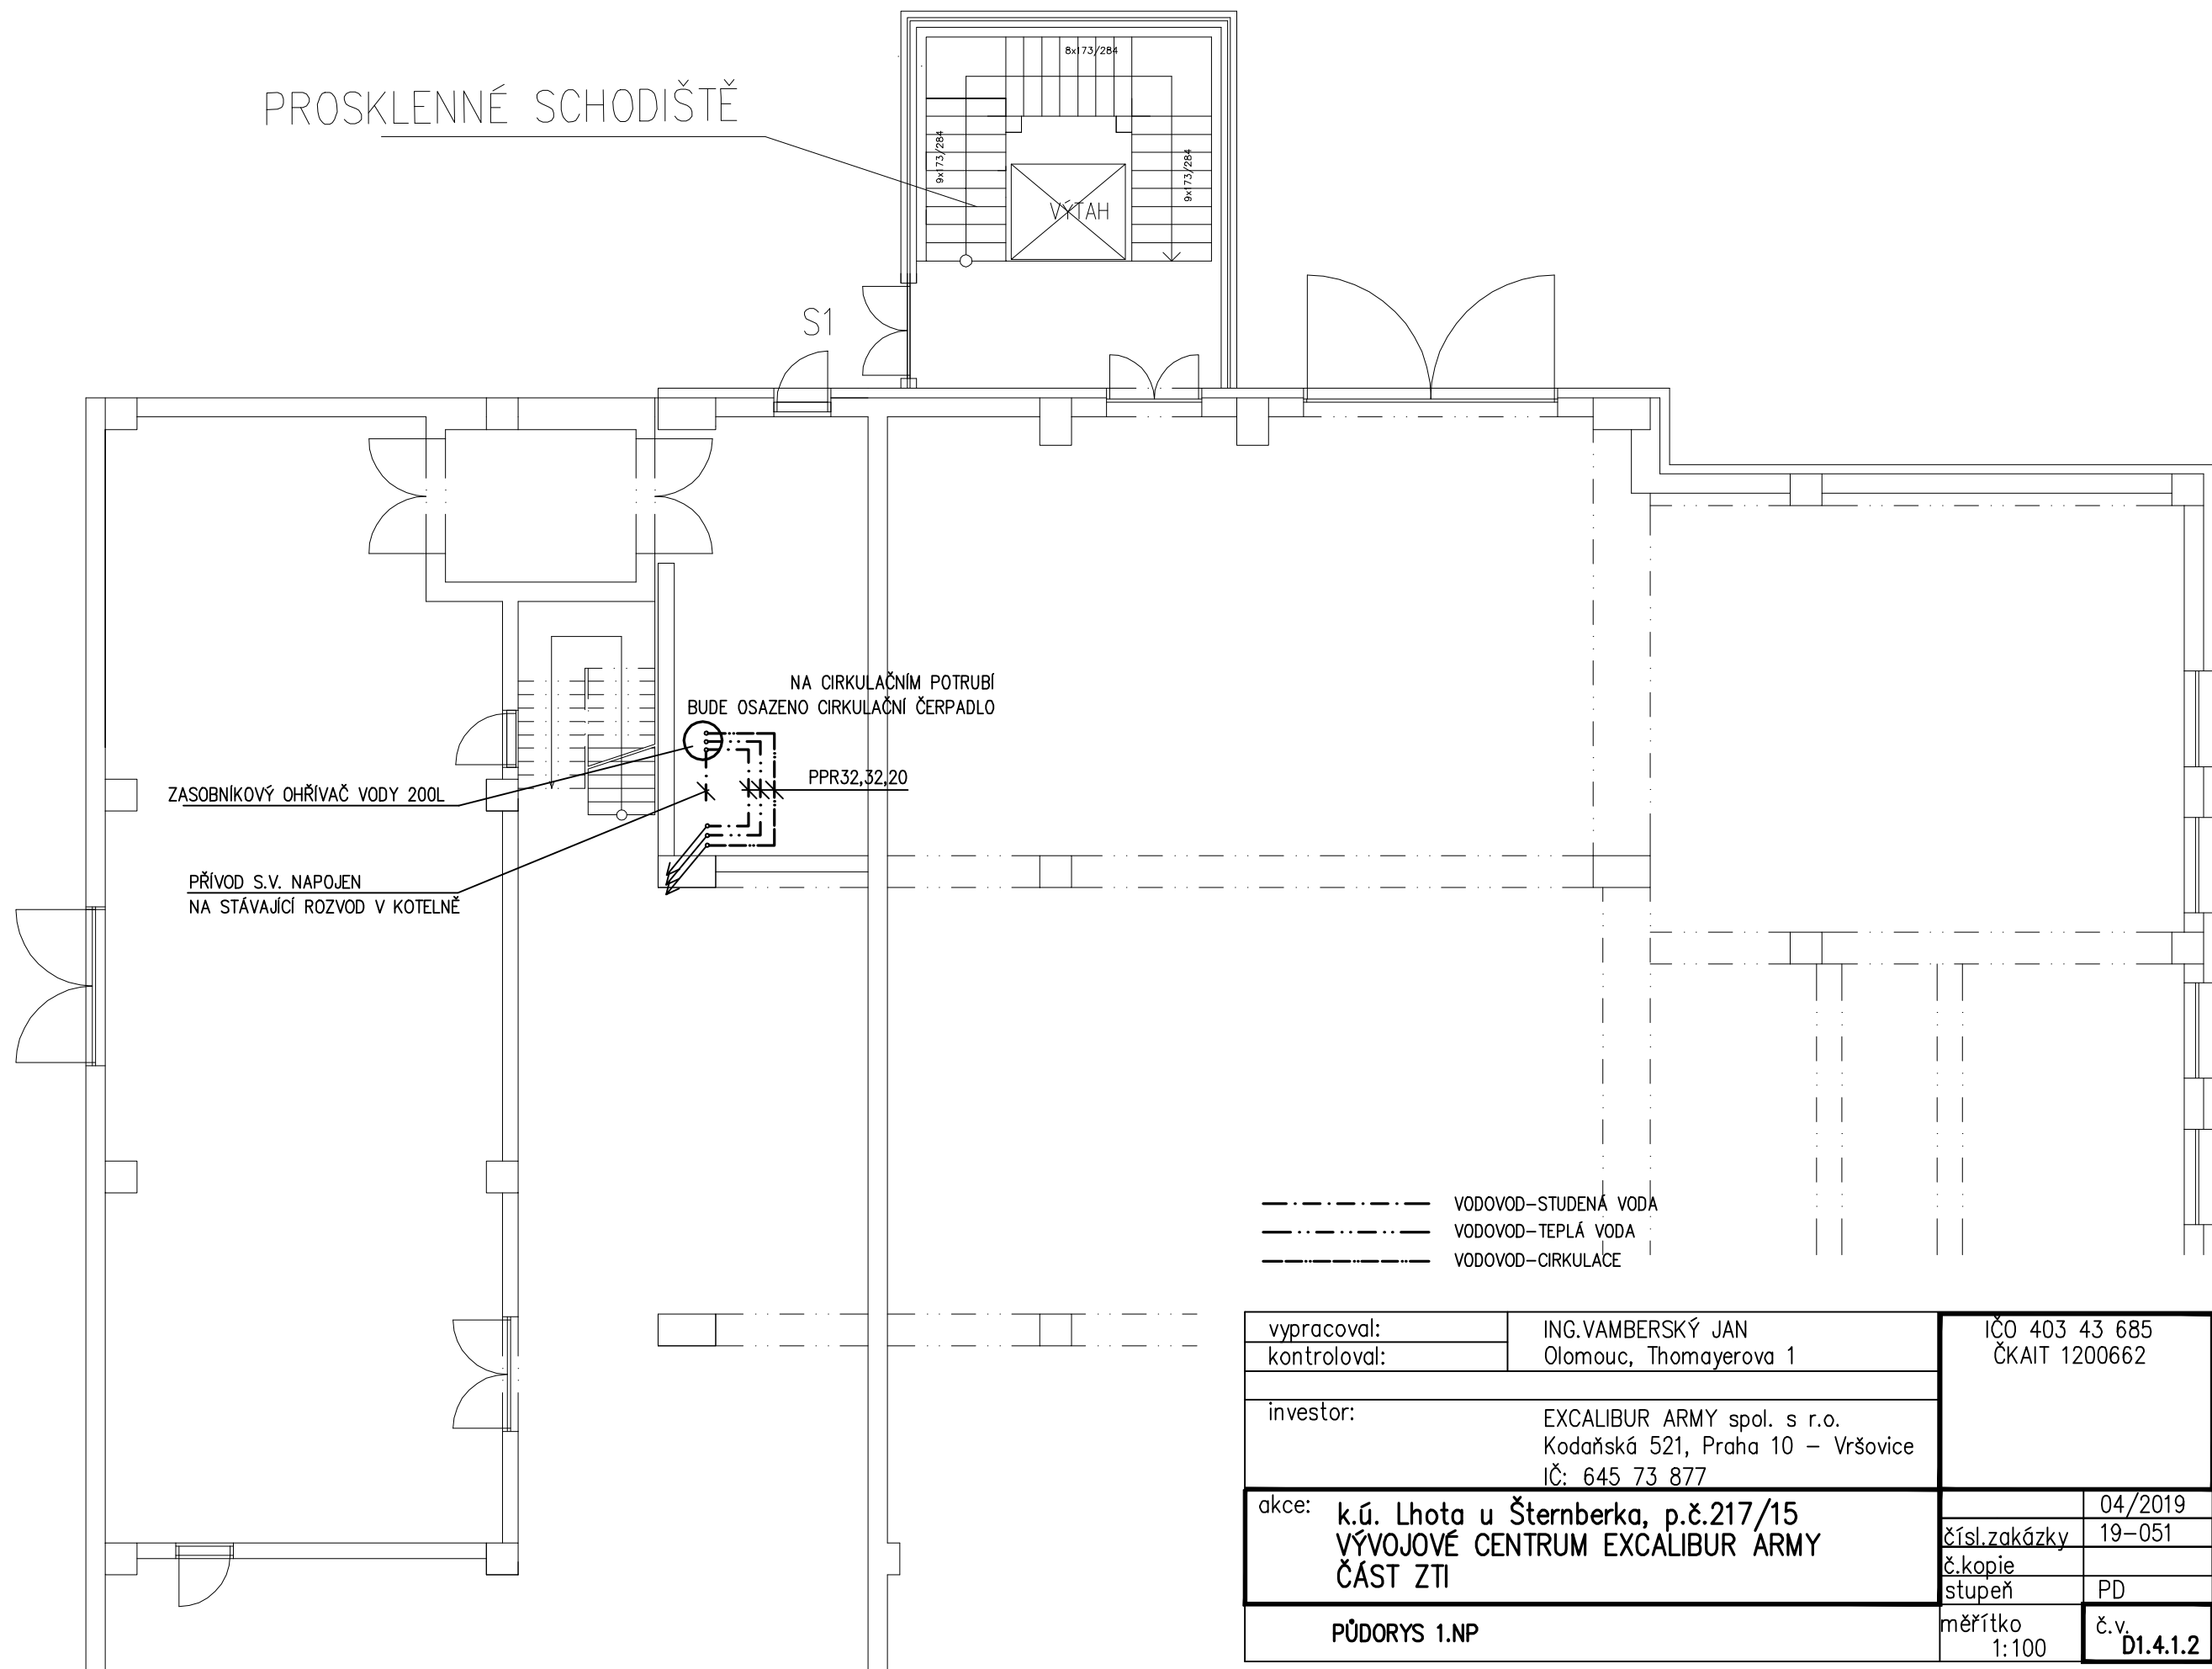 8x173/284
PROSKLENNÉ SCHODIŠTĚ
9x173/284
9x173/284
VÝTAH
S1
NA CIRKULAČNÍM POTRUBÍ
BUDE OSAZENO CIRKULAČNÍ ČERPADLO
PPR32,32,20
ZASOBNÍKOVÝ OHŘÍVAČ VODY 200L
PŘÍVOD S.V. NAPOJEN
NA STÁVAJÍCÍ ROZVOD V KOTELNĚ
VODOVOD-STUDENÁ VODA
VODOVOD-TEPLÁ VODA
VODOVOD-CIRKULACE
vypracoval: ING.VAMBERSKÝ JAN
kontroloval: Olomouc, Thomayerova 1
IČO 403 43 685
ČKAIT 1200662
investor: EXCALIBUR ARMY spol. s r.o.
Kodaňská 521, Praha 10 – Vršovice
IČ: 645 73 877
akce: k.ú. Lhota u Šternberka, p.č.217/15
VÝVOJOVÉ CENTRUM EXCALIBUR ARMY
ČÁST ZTI
04/2019
čísl.zakázky 19-051
č.kopie
stupeň PD
PŮDORYS 1.NP
měřítko 1:100
č.v. D1.4.1.2